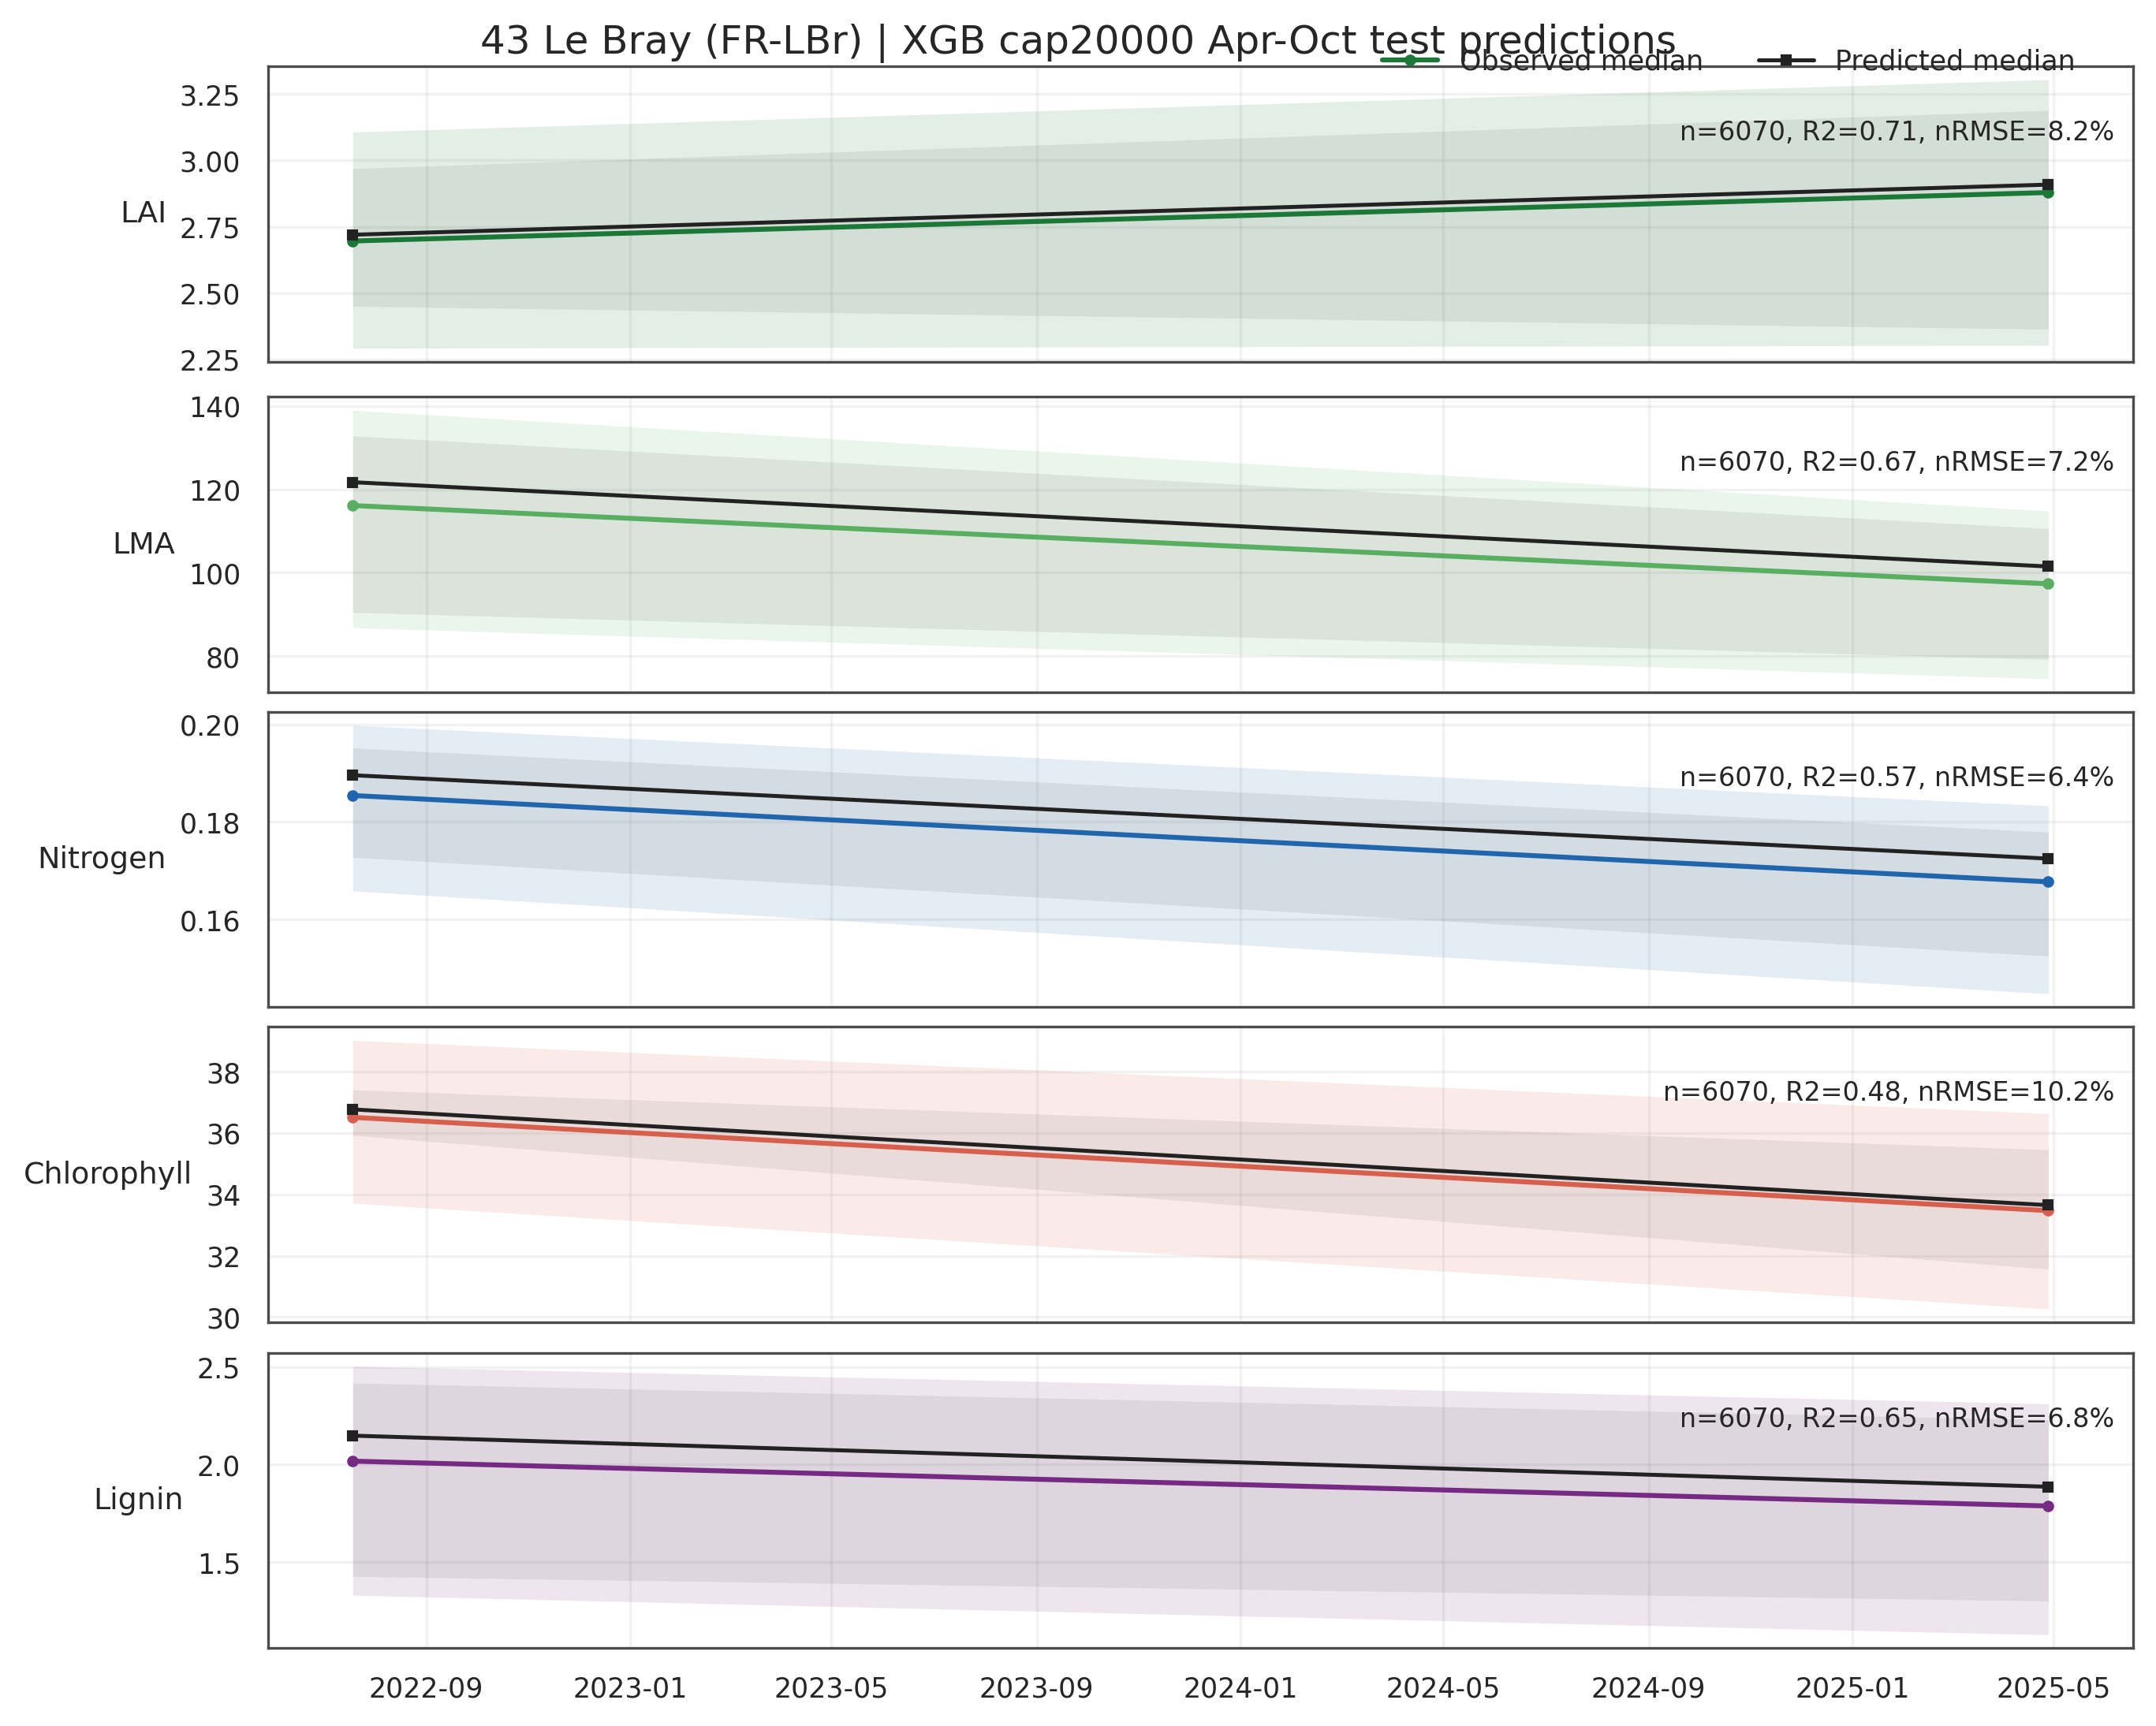 43 Le Bray (FR-LBr) | XGB cap20000 Apr-Oct test predictions
Observed median
Predicted median
3.25
3.00
2.75
2.50
2.25
LAI
n=6070, R2=0.71, nRMSE=8.2%
140
120
100
80
LMA
n=6070, R2=0.67, nRMSE=7.2%
0.20
0.18
0.16
Nitrogen
n=6070, R2=0.57, nRMSE=6.4%
38
36
34
32
30
Chlorophyll
n=6070, R2=0.48, nRMSE=10.2%
2.5
2.0
1.5
Lignin
n=6070, R2=0.65, nRMSE=6.8%
2022-09 2023-01 2023-05 2023-09 2024-01 2024-05 2024-09 2025-01 2025-05